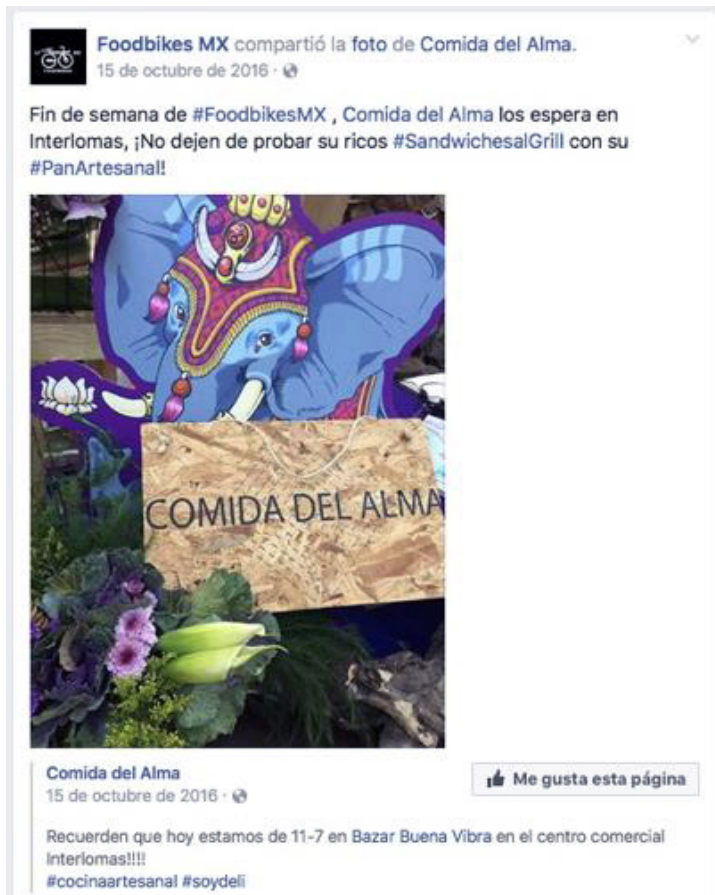 Foodbikes MX compartió la foto de Comida del Alma.
15 de octubre de 2016 ·
Fin de semana de #FoodbikesMX , Comida del Alma los espera en
Interlomas, ¡No dejen de probar su ricos #SandwichesalGrill con su
#PanArtesanal!
COMIDA DEL ALMA
Comida del Alma
15 de octubre de 2016 ·
Me gusta esta página
Recuerden que hoy estamos de 11-7 en Bazar Buena Vibra en el centro comercial
Interlomas!!!!
#cocinaartesanal #soydeli